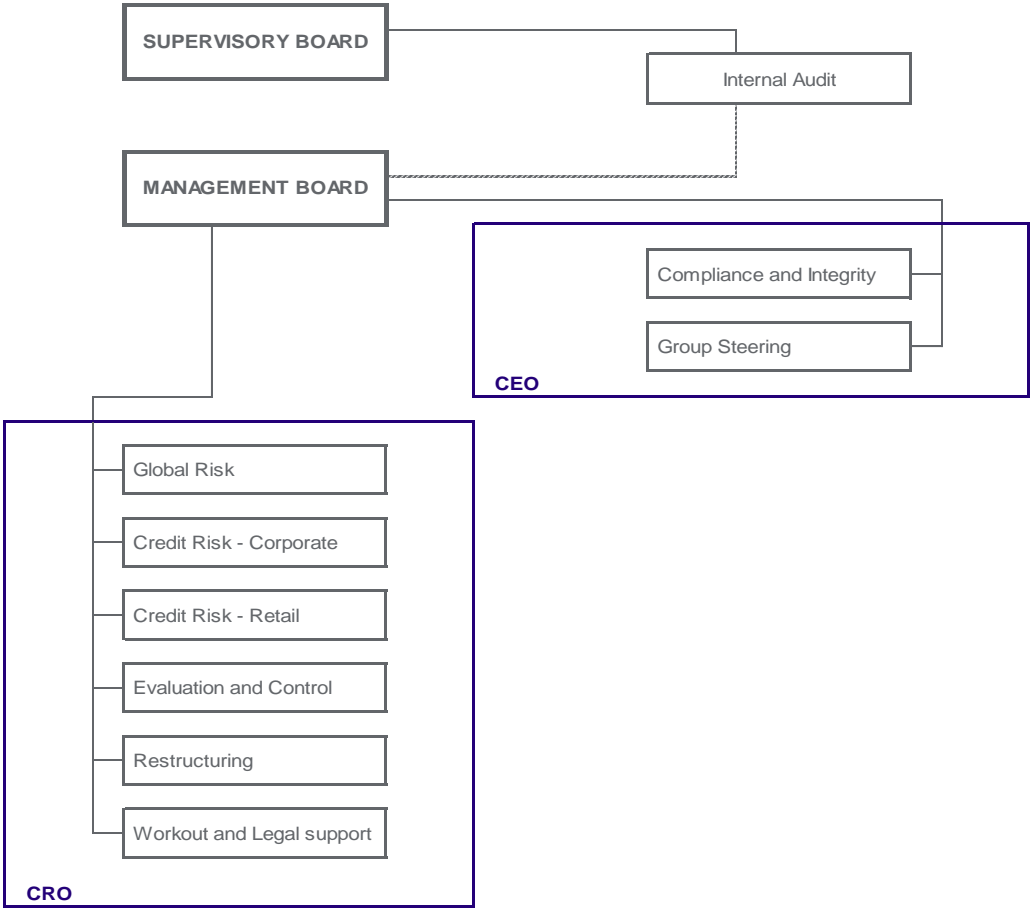 SUPERVISORY BOARD
Internal Audit
MANAGEMENT BOARD
Compliance and Integrity
Group Steering
CEO
Global Risk
Credit Risk - Corporate
Credit Risk - Retail
Evaluation and Control
Restructuring
Workout and Legal support
CRO